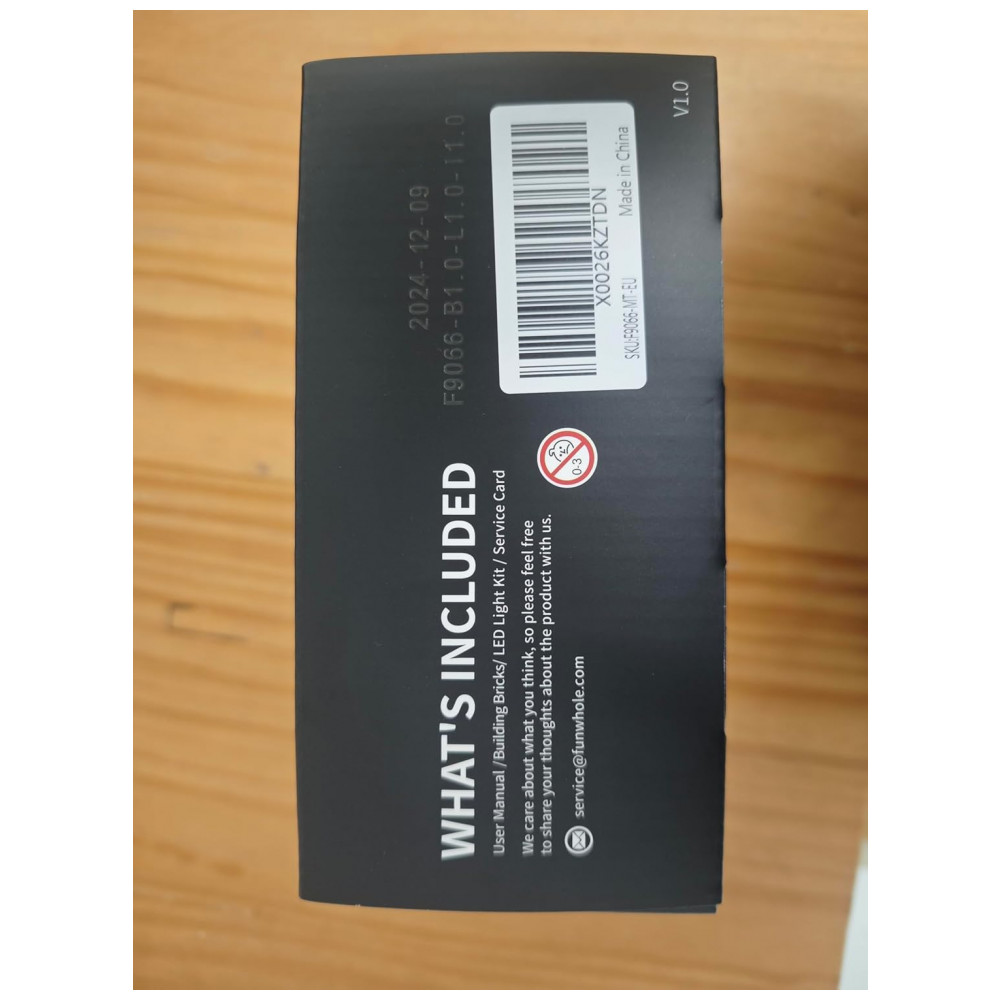 2024-12-09
F9066-B1.0-L1.0-I1.0
WHAT'S INCLUDED
User Manual /Building Bricks/ LED Light Kit / Service Card
We care about what you think, so please feel free
to share your thoughts about the product with us.
service@funwhole.com
0-3
X0026KZTDN
SKU:F9066-MT-EU
Made in China
V1.0